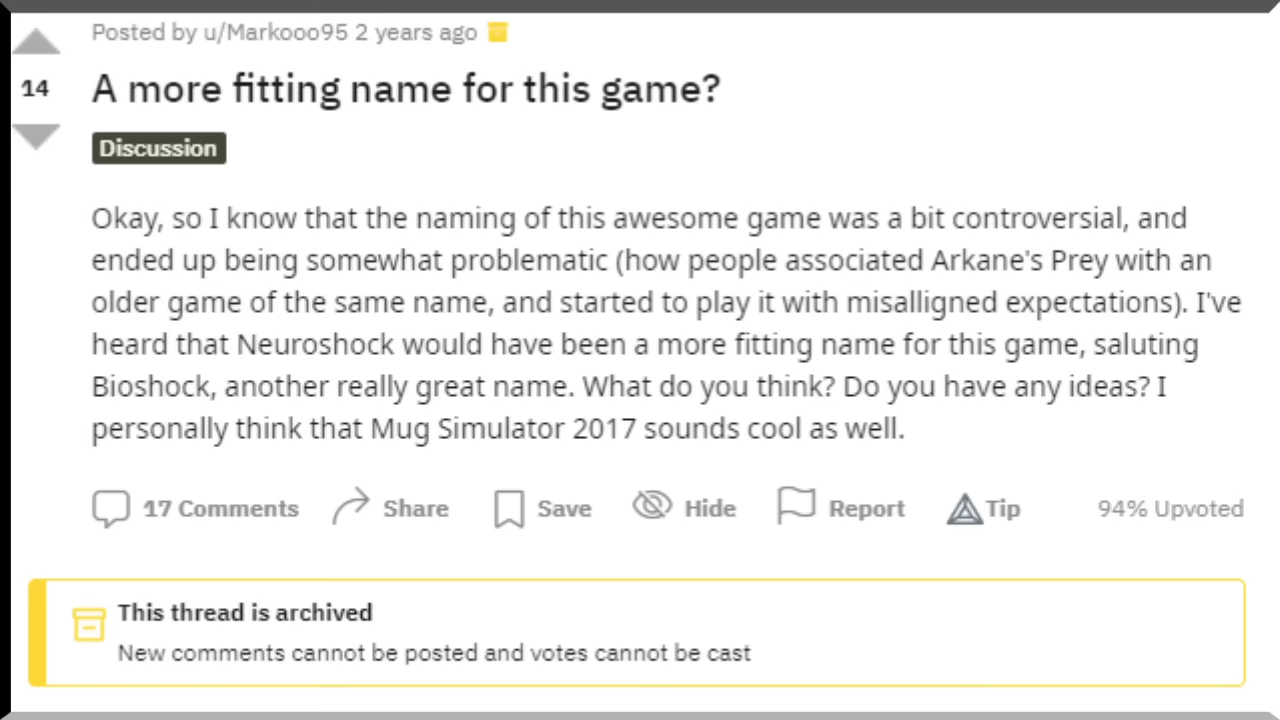 Posted by u/Markooo95 2 years ago
14
A more fitting name for this game?
Discussion
Okay, so I know that the naming of this awesome game was a bit controversial, and
ended up being somewhat problematic (how people associated Arkane's Prey with an
older game of the same name, and started to play it with misalligned expectations). I've
heard that Neuroshock would have been a more fitting name for this game, saluting
Bioshock, another really great name. What do you think? Do you have any ideas? I
personally think that Mug Simulator 2017 sounds cool as well.
17 Comments Share Save Hide Report Tip 94% Upvoted
This thread is archived
New comments cannot be posted and votes cannot be cast